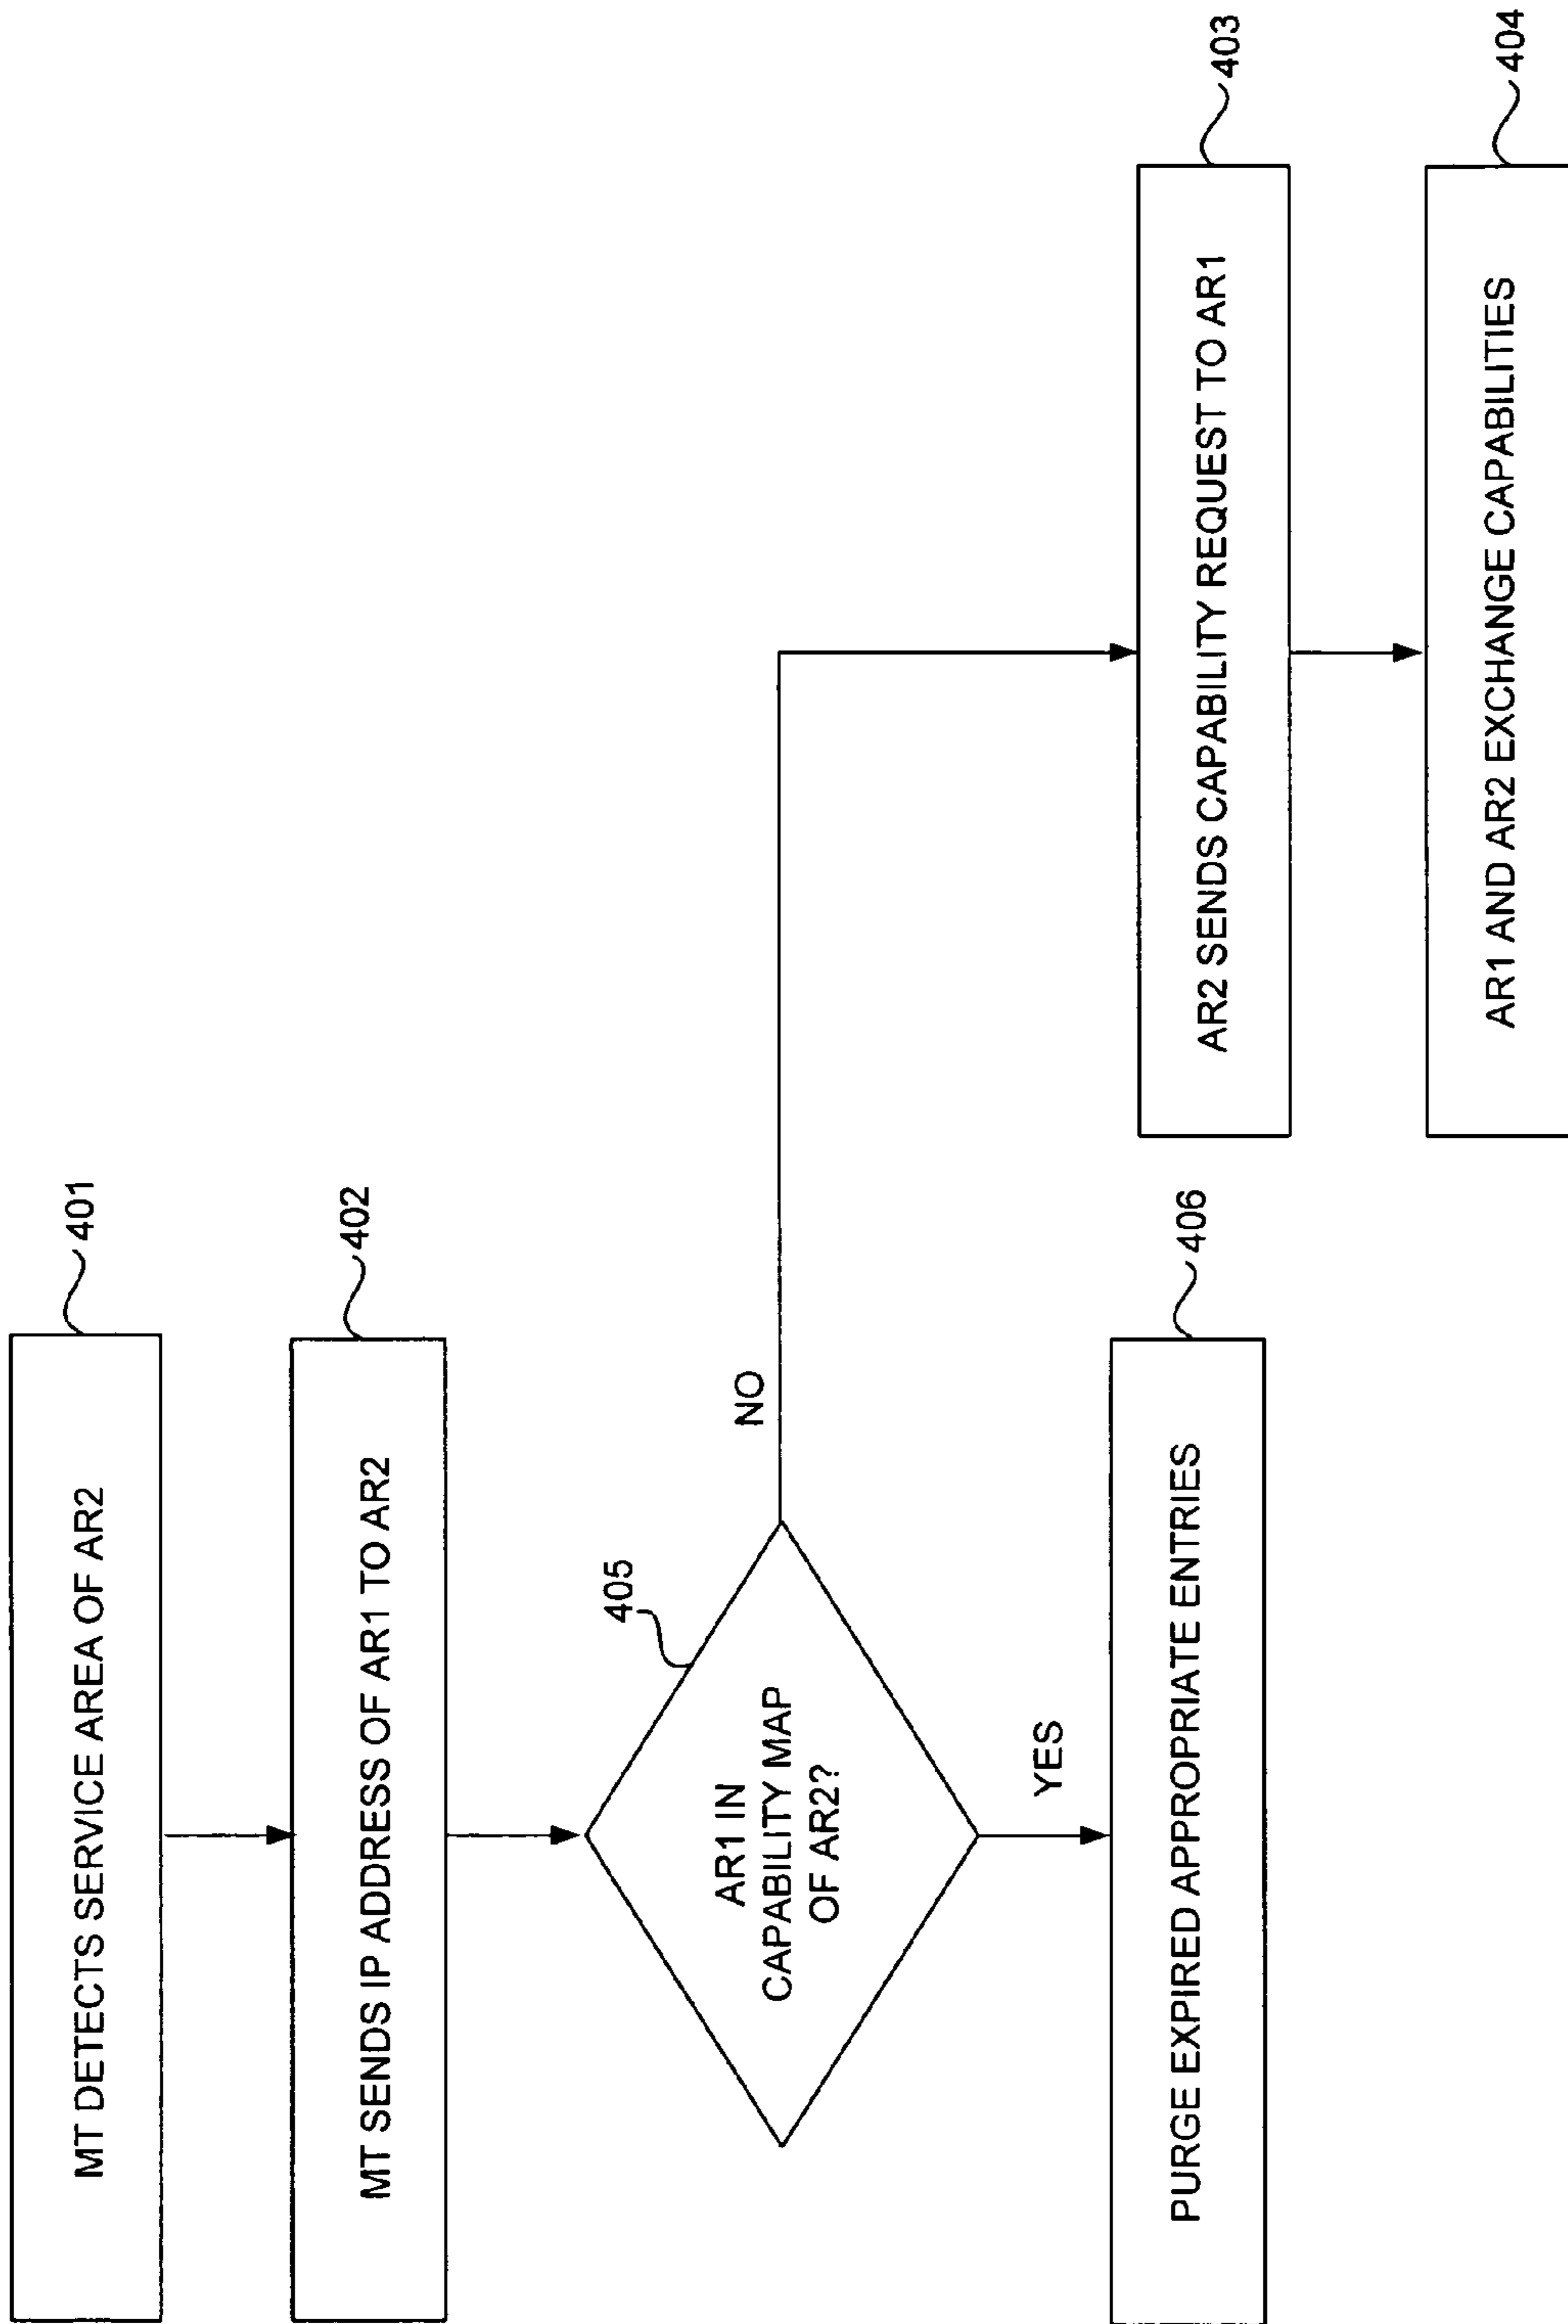 MT DETECTS SERVICE AREA OF AR2
401
MT SENDS IP ADDRESS OF AR1 TO AR2
402
405
AR1 IN
CAPABILITY MAP
OF AR2?
NO
YES
AR2 SENDS CAPABILITY REQUEST TO AR1
403
PURGE EXPIRED APPROPRIATE ENTRIES
406
AR1 AND AR2 EXCHANGE CAPABILITIES
404